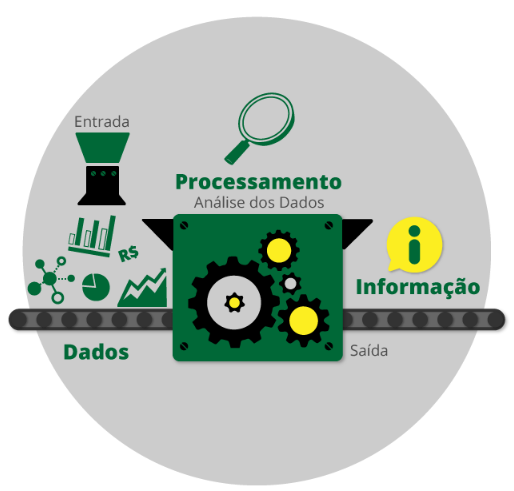 Entrada
Processamento
Análise dos Dados
R$
Informação
Dados
Saída